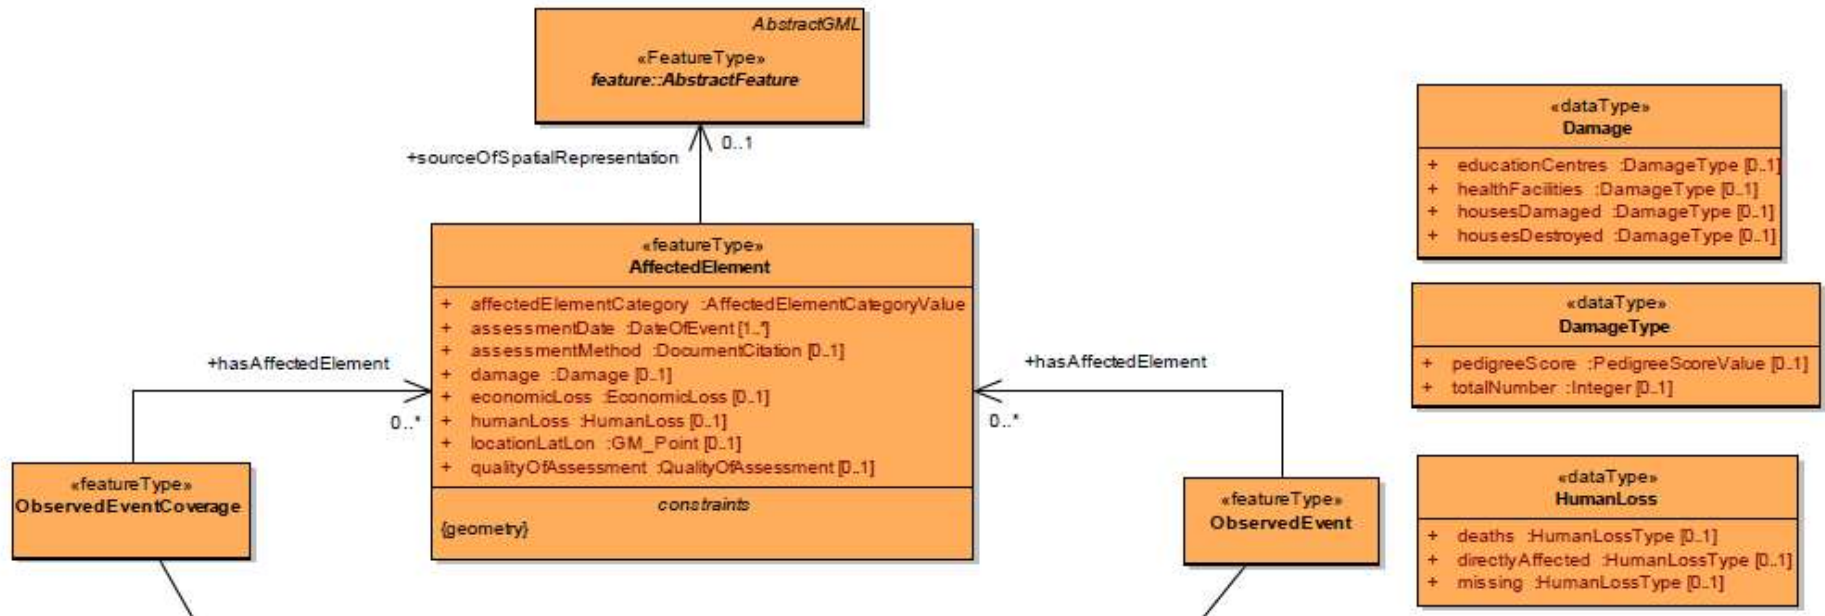 AbstractGML
«FeatureType»
feature::AbstractFeature
+sourceOfSpatialRepresentation
0..1
«featureType»
AffectedElement
+ affectedElementCategory :AffectedElementCategoryValue
+ assessmentDate :DateOfEvent [1..*]
+ assessmentMethod :DocumentCitation [0..1]
+ damage :Damage [0..1]
+ economicLoss :EconomicLoss [0..1]
+ humanLoss :HumanLoss [0..1]
+ locationLatLon :GM_Point [0..1]
+ qualityOfAssessment :QualityOfAssessment [0..1]
constraints
{geometry}
+hasAffectedElement
0..*
«featureType»
ObservedEventCoverage
+hasAffectedElement
0..*
«featureType»
ObservedEvent
«dataType»
Damage
+ educationCentres :DamageType [0..1]
+ healthFacilities :DamageType [0..1]
+ housesDamaged :DamageType [0..1]
+ housesDestroyed :DamageType [0..1]
«dataType»
DamageType
+ pedigreeScore :PedigreeScoreValue [0..1]
+ totalNumber :Integer [0..1]
«dataType»
HumanLoss
+ deaths :HumanLossType [0..1]
+ directlyAffected :HumanLossType [0..1]
+ missing :HumanLossType [0..1]